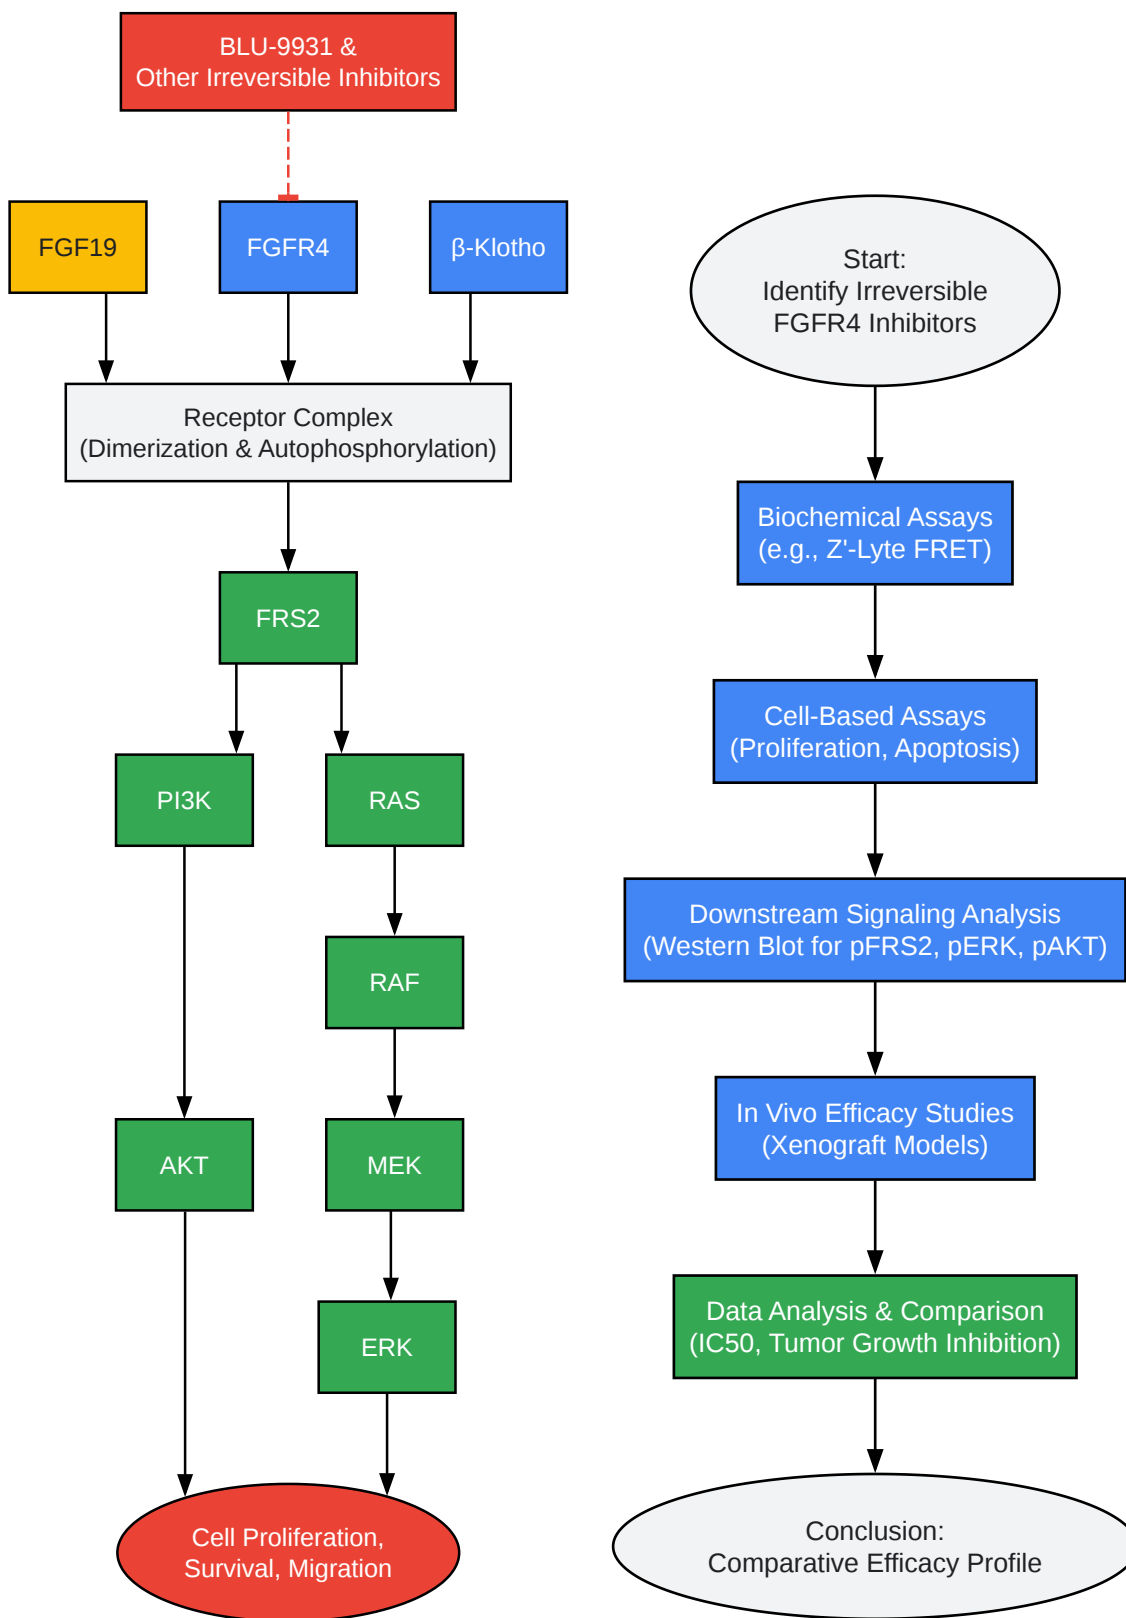 BLU-9931 &
Other Irreversible Inhibitors
FGF19
FGFR4
β-Klotho
Receptor Complex
(Dimerization & Autophosphorylation)
FRS2
PI3K
RAS
RAF
AKT
MEK
ERK
Cell Proliferation,
Survival, Migration
Start:
Identify Irreversible
FGFR4 Inhibitors
Biochemical Assays
(e.g., Z'-Lyte FRET)
Cell-Based Assays
(Proliferation, Apoptosis)
Downstream Signaling Analysis
(Western Blot for pFRS2, pERK, pAKT)
In Vivo Efficacy Studies
(Xenograft Models)
Data Analysis & Comparison
(IC50, Tumor Growth Inhibition)
Conclusion:
Comparative Efficacy Profile